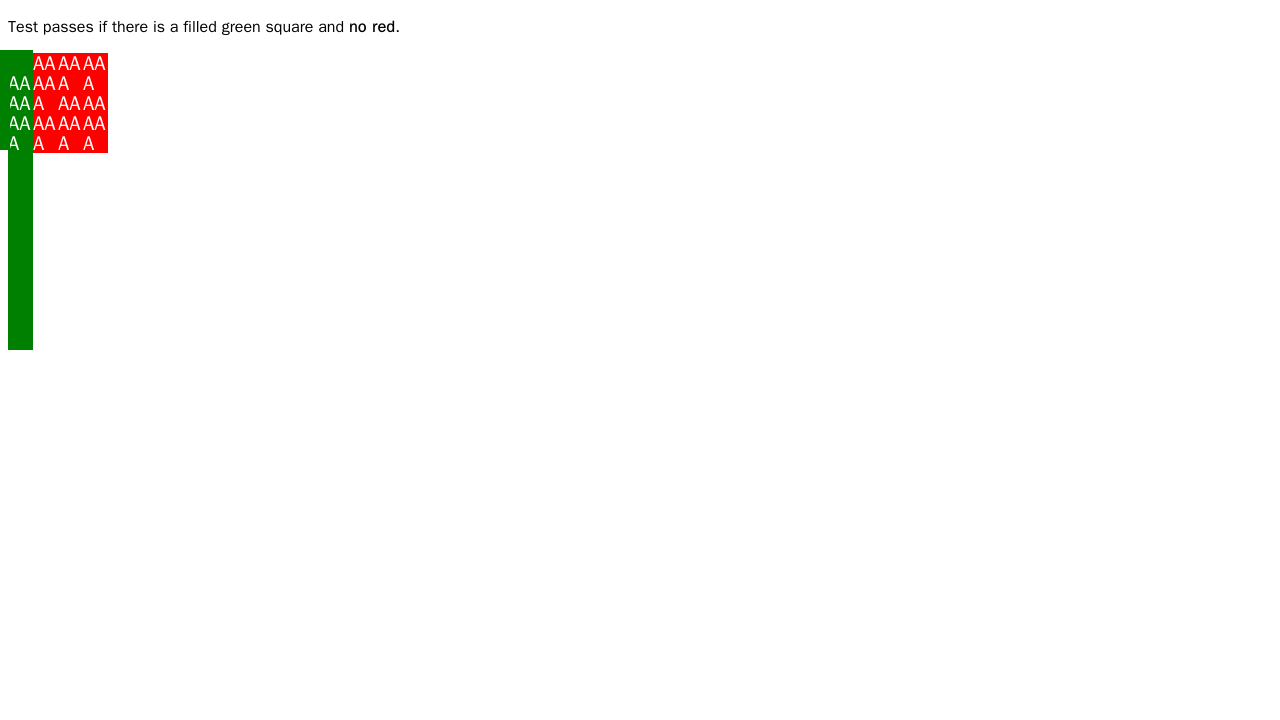 Test passes if there is a filled green square and no red.
AA AA AA
AA AA A A
AA A AA AA
AA AA AA AA
A A A A